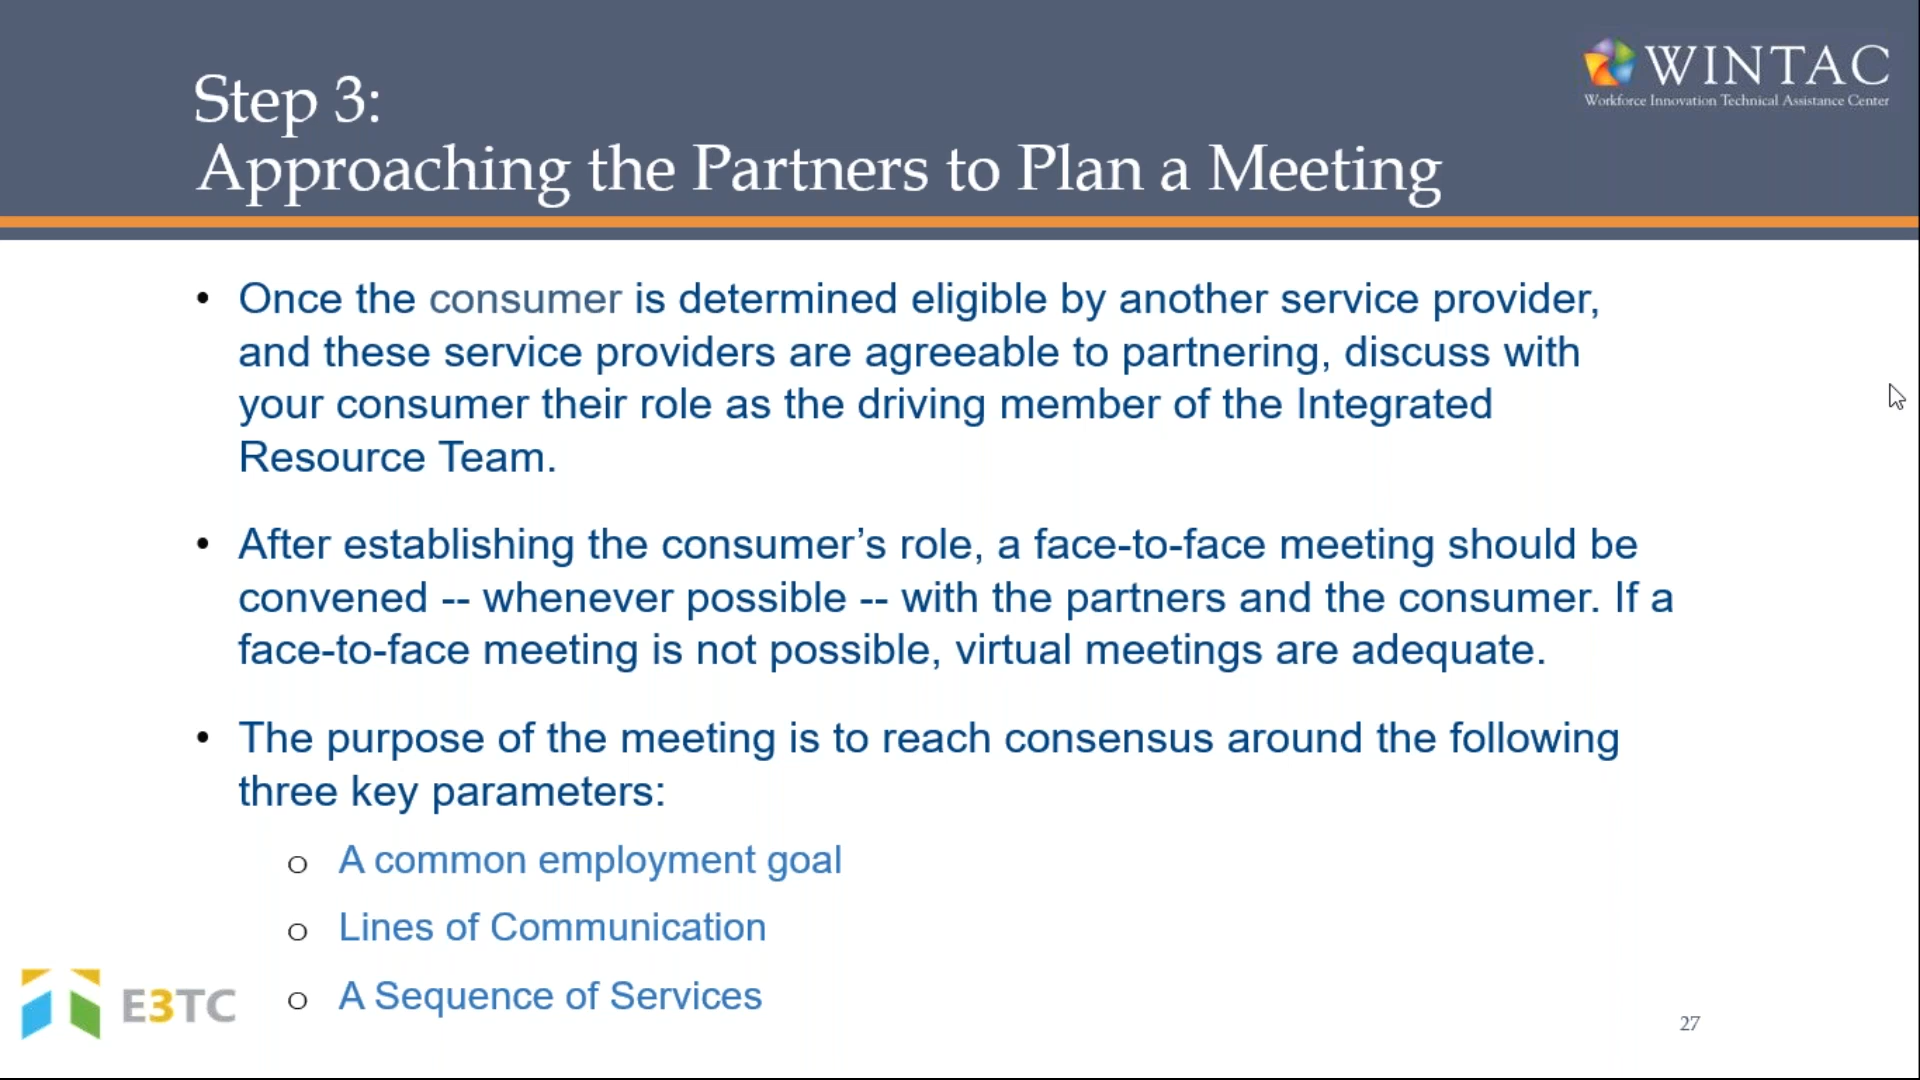 WINTAC
Workforce Innovation Technical Assistance Center
Step 3:
Approaching the Partners to Plan a Meeting
• Once the consumer is determined eligible by another service provider,
and these service providers are agreeable to partnering, discuss with
your consumer their role as the driving member of the Integrated
Resource Team.
• After establishing the consumer’s role, a face-to-face meeting should be
convened -- whenever possible -- with the partners and the consumer. If a
face-to-face meeting is not possible, virtual meetings are adequate.
• The purpose of the meeting is to reach consensus around the following
three key parameters:
o A common employment goal
o Lines of Communication
o A Sequence of Services
E3TC
27